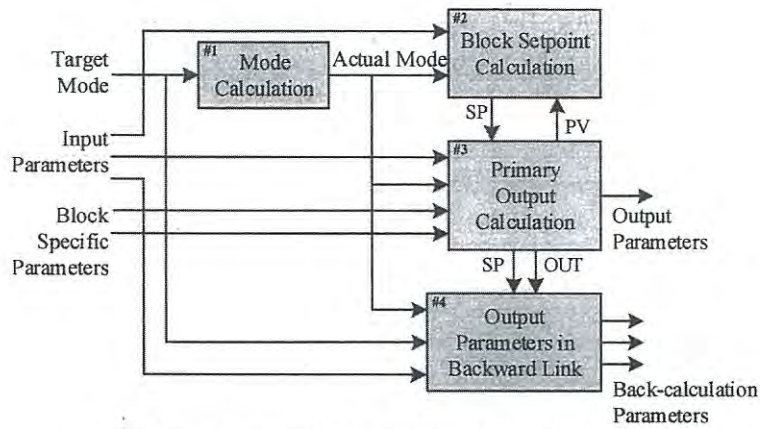 Target
Mode
#1
Mode
Calculation
Actual Mode
#2
Block Setpoint
Calculation
SP
PV
Input
Parameters
#3
Primary
Output
Calculation
Output
Parameters
Block
Specific
Parameters
SP
OUT
#4
Output
Parameters in
Backward Link
Back-calculation
Parameters